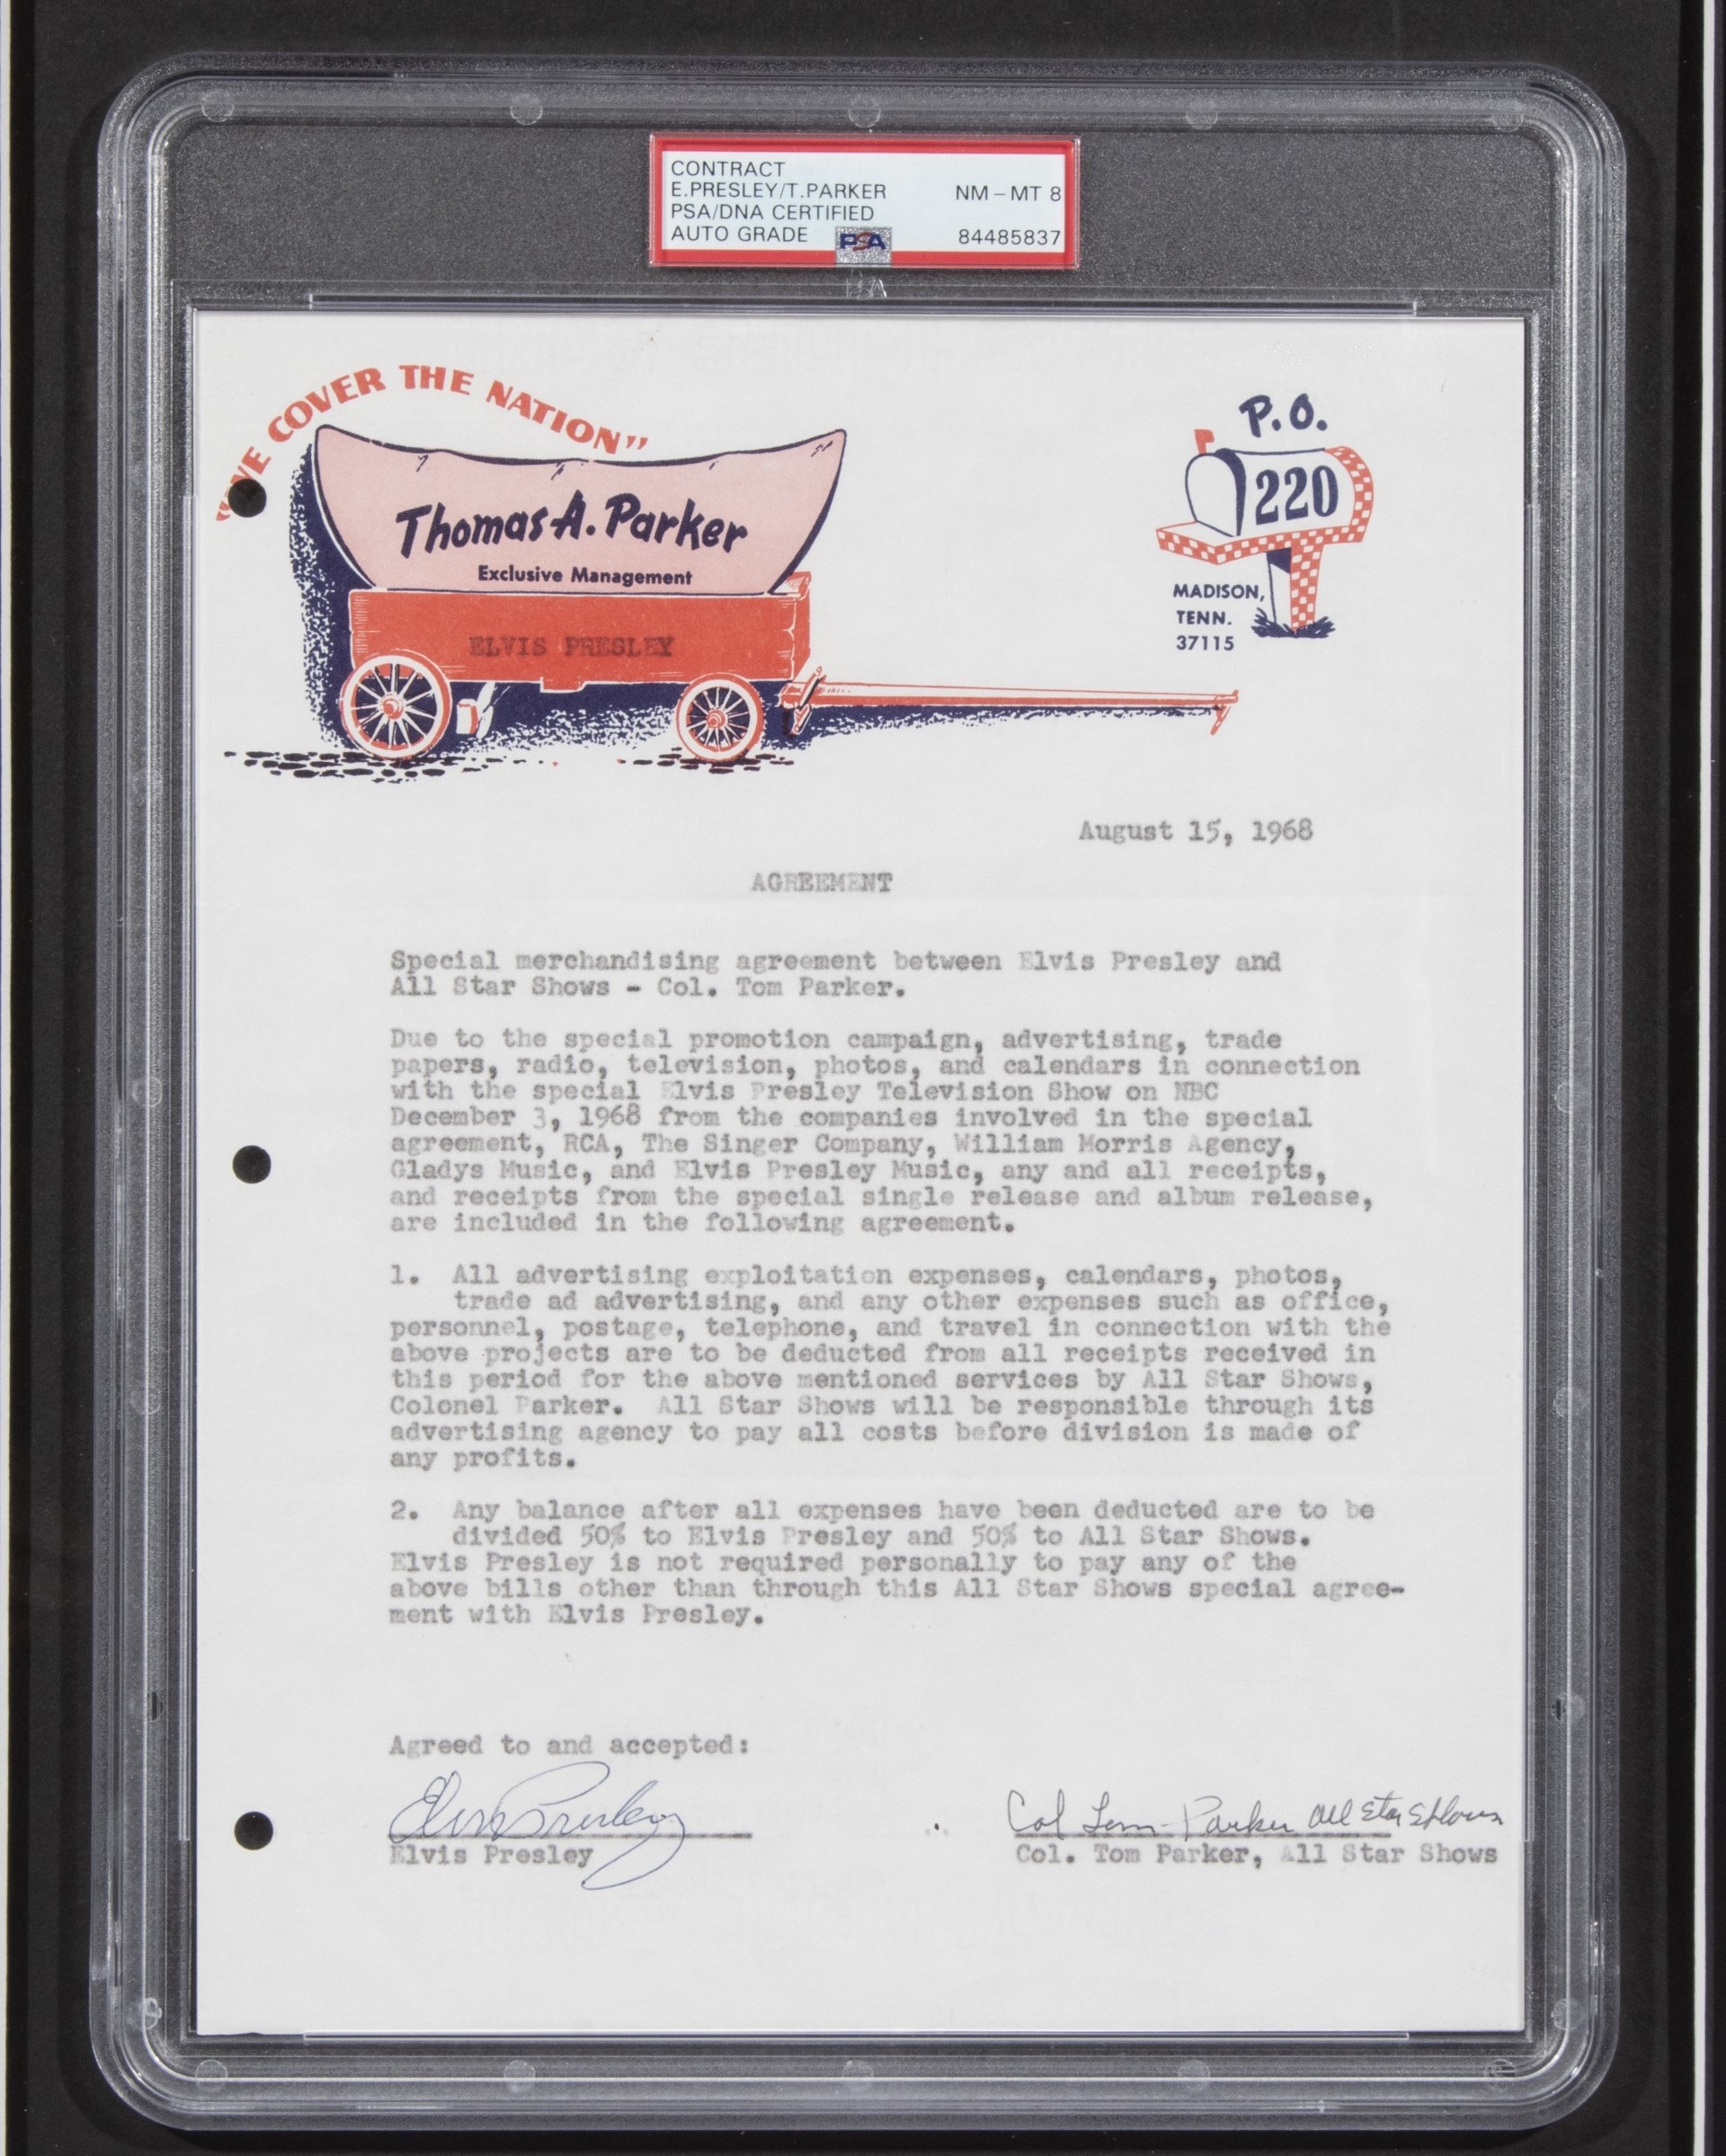 CONTRACT
E.PRESLEY/T.PARKER NM-MT 8
PSA/DNA CERTIFIED
AUTO GRADE PSA 84485837
PSA
"WE COVER THE NATION"
Thomas A. Parker
Exclusive Management
ELVIS PRESLEY
P.O.
220
MADISON,
TENN.
37115
August 15, 1968
AGREEMENT
Special merchandising agreement between Elvis Presley and
All Star Shows - Col. Tom Parker.
Due to the special promotion campaign, advertising, trade
papers, radio, television, photos, and calendars in connection
with the special Elvis Presley Television Show on NBC
December 3, 1968 from the companies involved in the special
agreement, RCA, The Singer Company, William Morris Agency,
Gladys Music, and Elvis Presley Music, any and all receipts,
and receipts from the special single release and album release,
are included in the following agreement.
1. All advertising exploitation expenses, calendars, photos,
trade ad advertising, and any other expenses such as office,
personnel, postage, telephone, and travel in connection with the
above projects are to be deducted from all receipts received in
this period for the above mentioned services by All Star Shows,
Colonel Parker. All Star Shows will be responsible through its
advertising agency to pay all costs before division is made of
any profits.
2. Any balance after all expenses have been deducted are to be
divided 50% to Elvis Presley and 50% to All Star Shows.
Elvis Presley is not required personally to pay any of the
above bills other than through this All Star Shows special agree-
ment with Elvis Presley.
Agreed to and accepted:
Elvis Presley Col Tom Parker All Star Shows
Elvis Presley Col. Tom Parker, All Star Shows